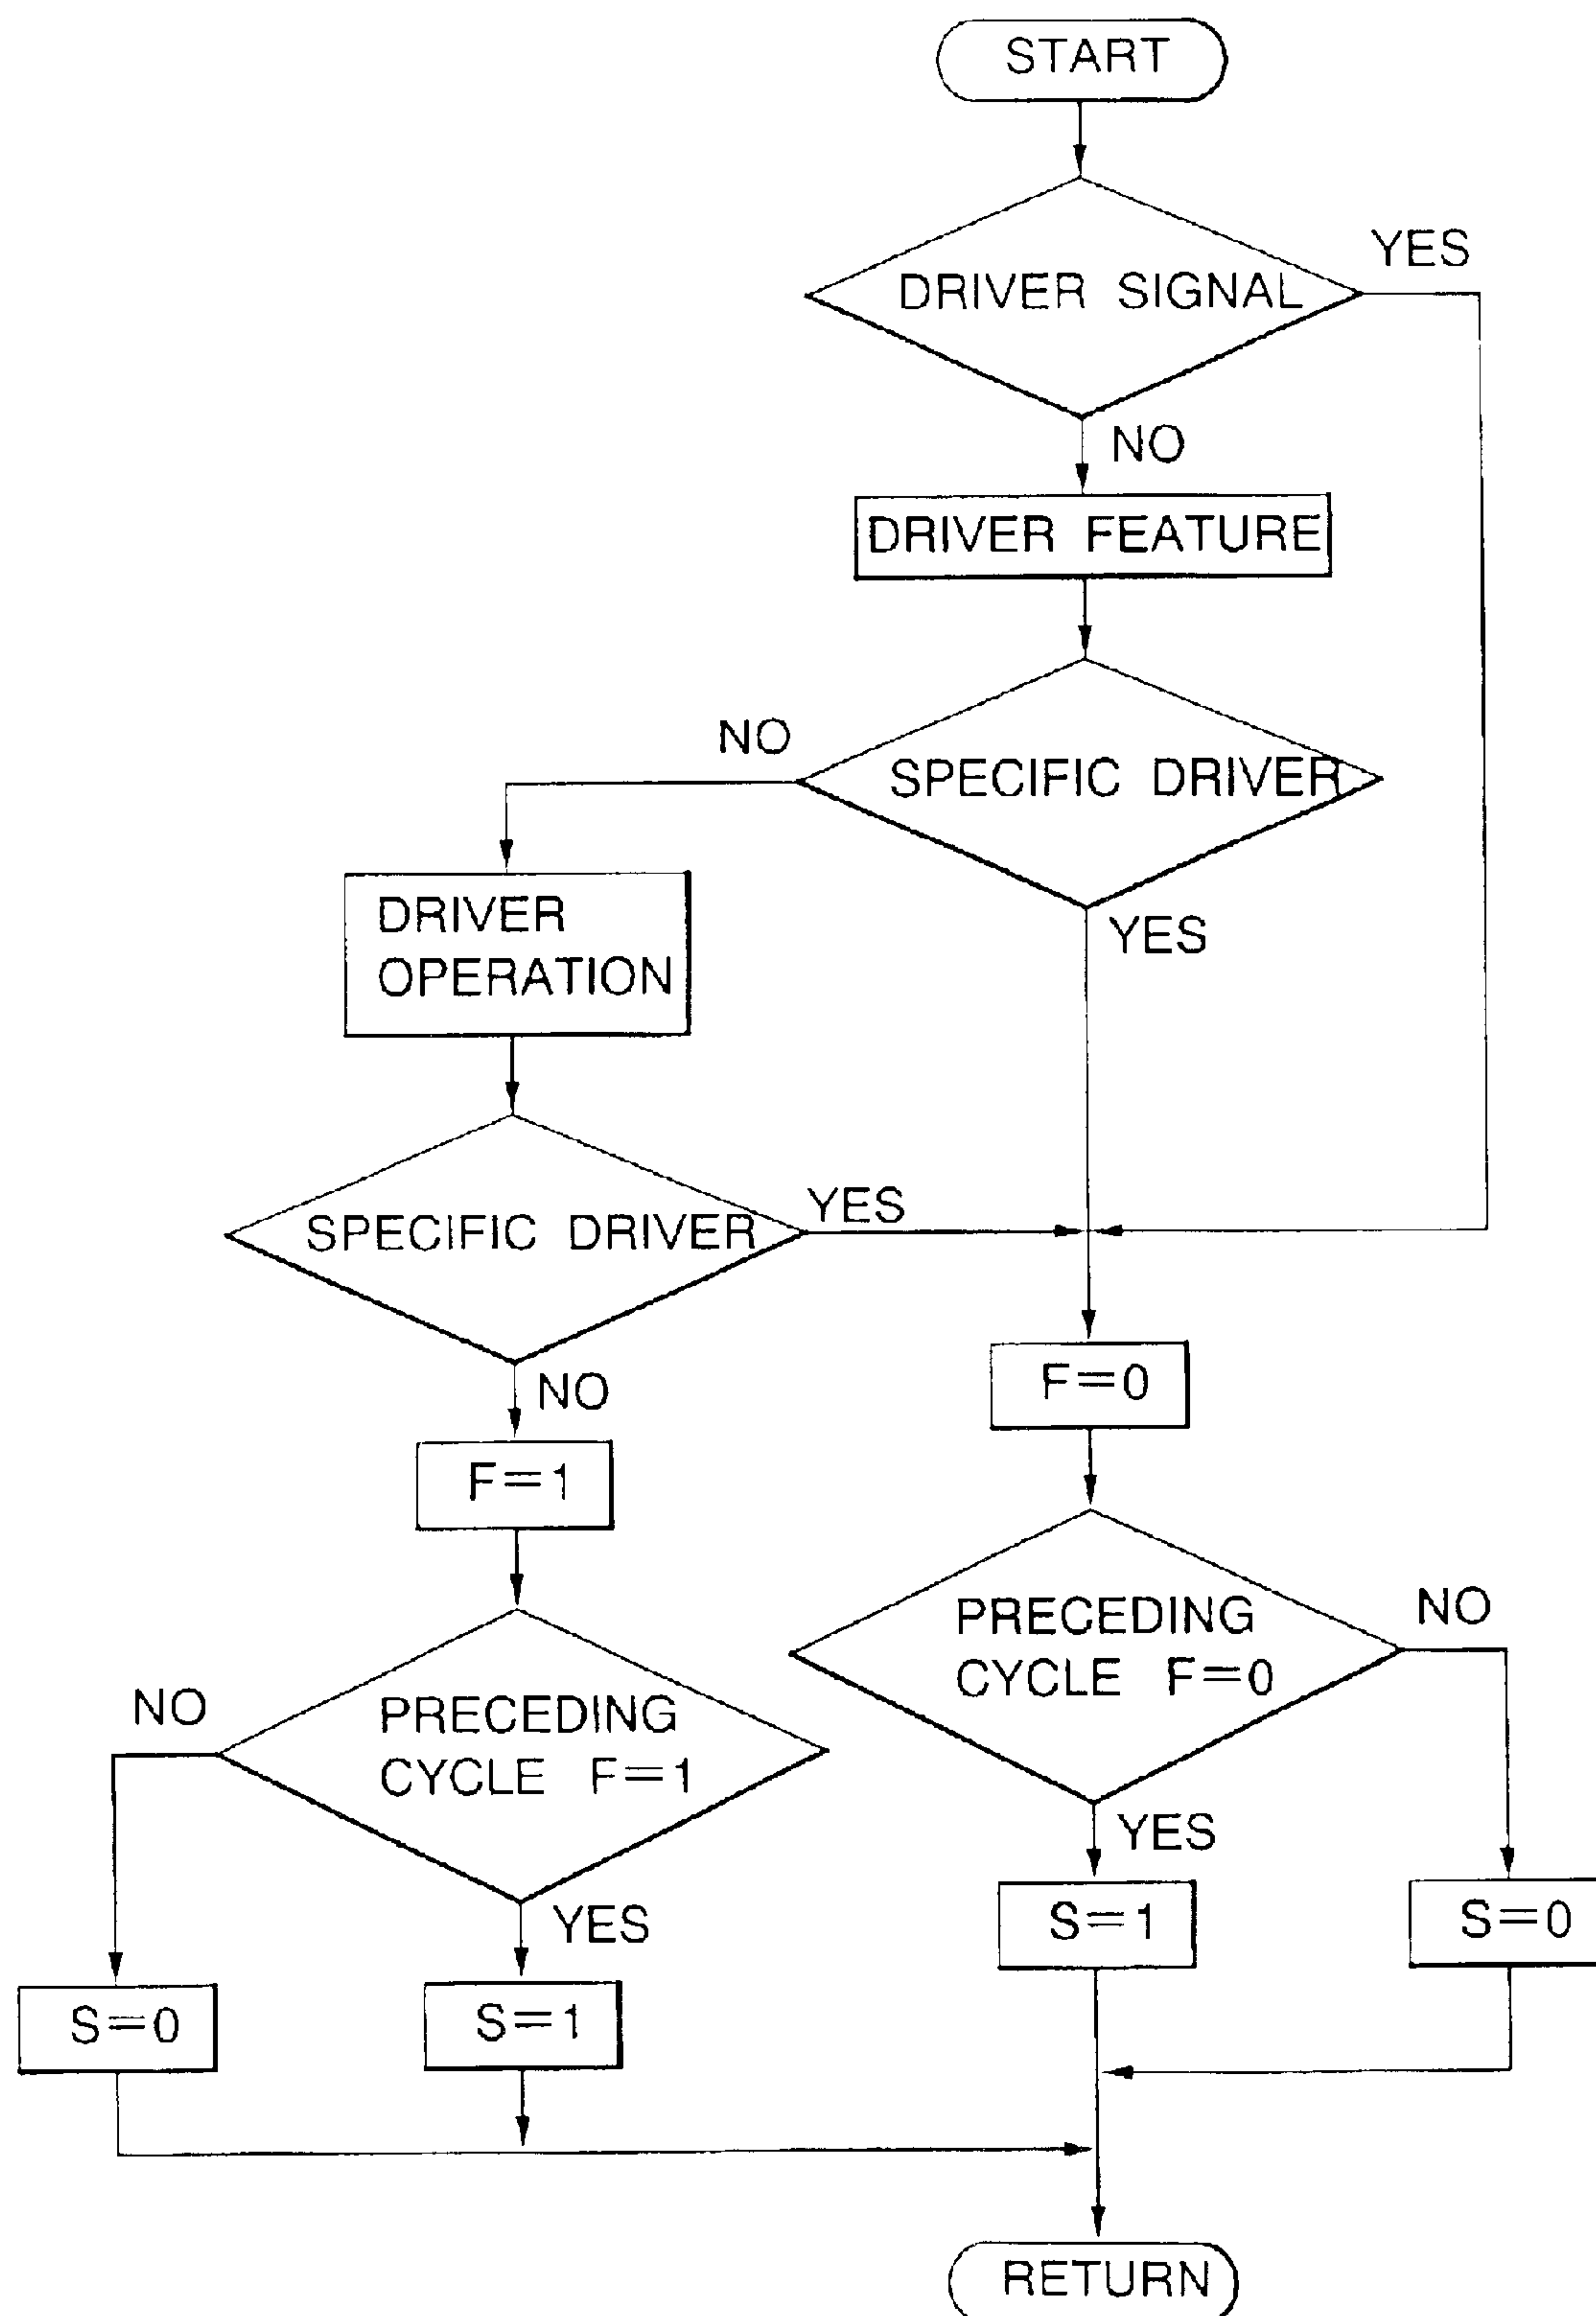 START
DRIVER SIGNAL
YES
NO
DRIVER FEATURE
NO
SPECIFIC DRIVER
YES
DRIVER
OPERATION
SPECIFIC DRIVER
YES
NO
F=0
F=1
PRECEDING
CYCLE F=0
NO
YES
NO
PRECEDING
CYCLE F=1
YES
S=1
S=0
S=0
S=1
RETURN